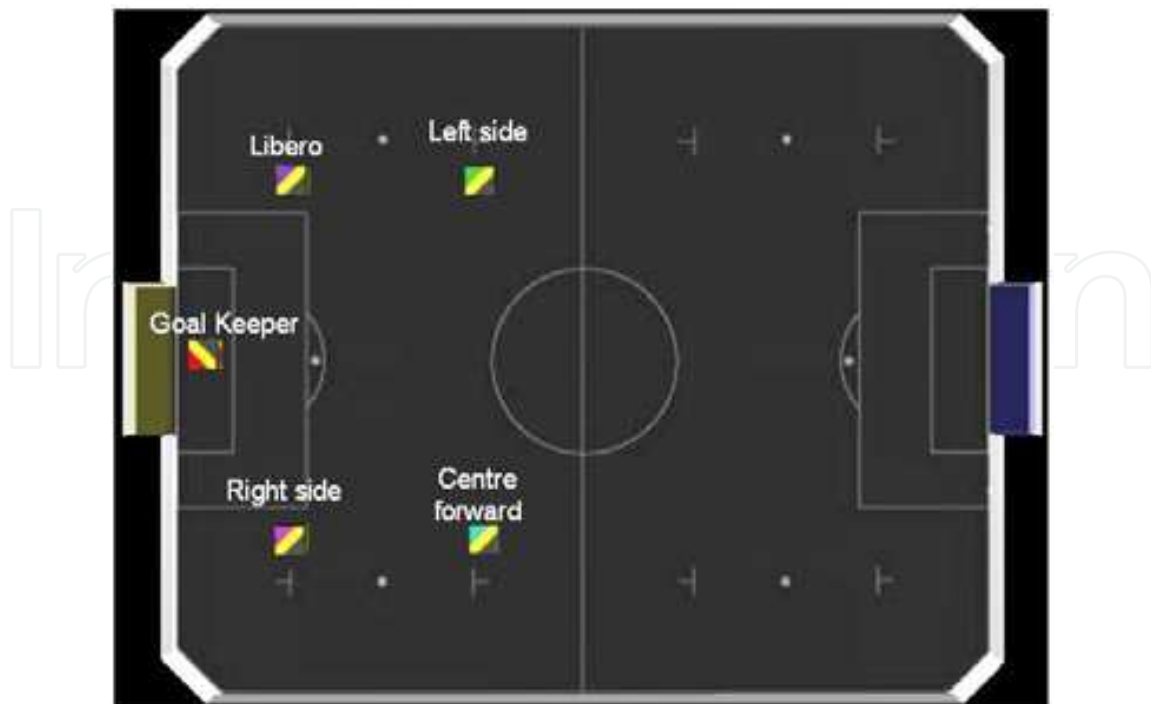 Libero
Left side
Goal Keeper
Right side
Centre
forward